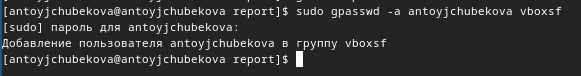 [antoyjchubekova@antoyjchubekova report]$ sudo gpasswd -a antoyjchubekova vboxsf
[sudo] пароль для antoyjchubekova:
Добавление пользователя antoyjchubekova в группу vboxsf
[antoyjchubekova@antoyjchubekova report]$